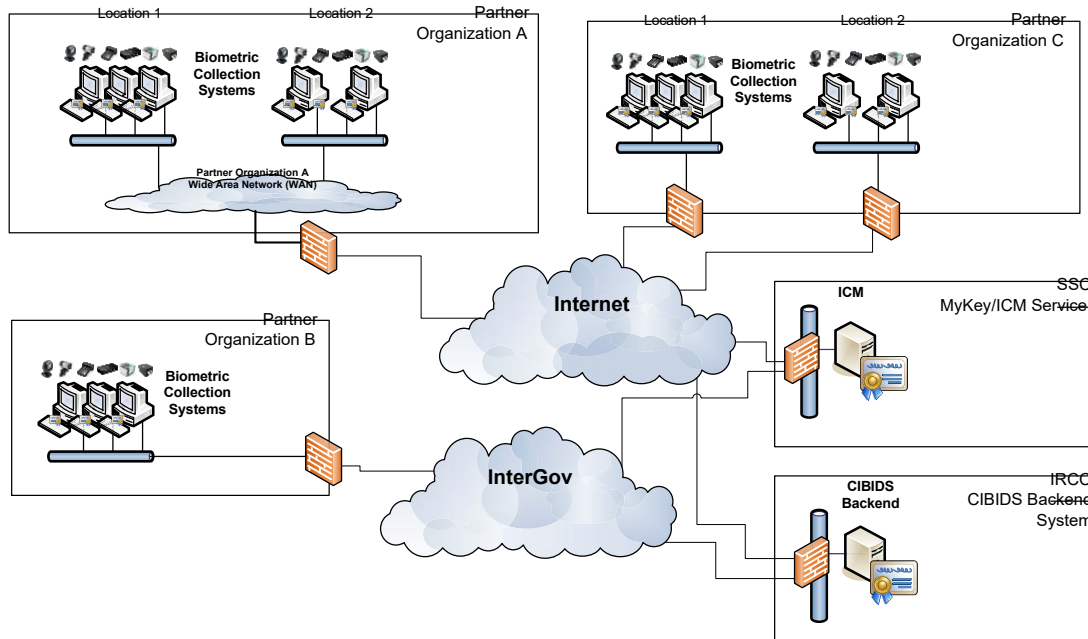 Location 1
Location 2
Partner
Organization A
Biometric
Collection
Systems
Partner Organization A
Wide Area Network (WAN)
Location 1
Location 2
Partner
Organization C
Biometric
Collection
Systems
Internet
SSC
MyKey/ICM Service
ICM
Partner
Organization B
Biometric
Collection
Systems
InterGov
IRCC
CIBIDS Backend
System
CIBIDS
Backend